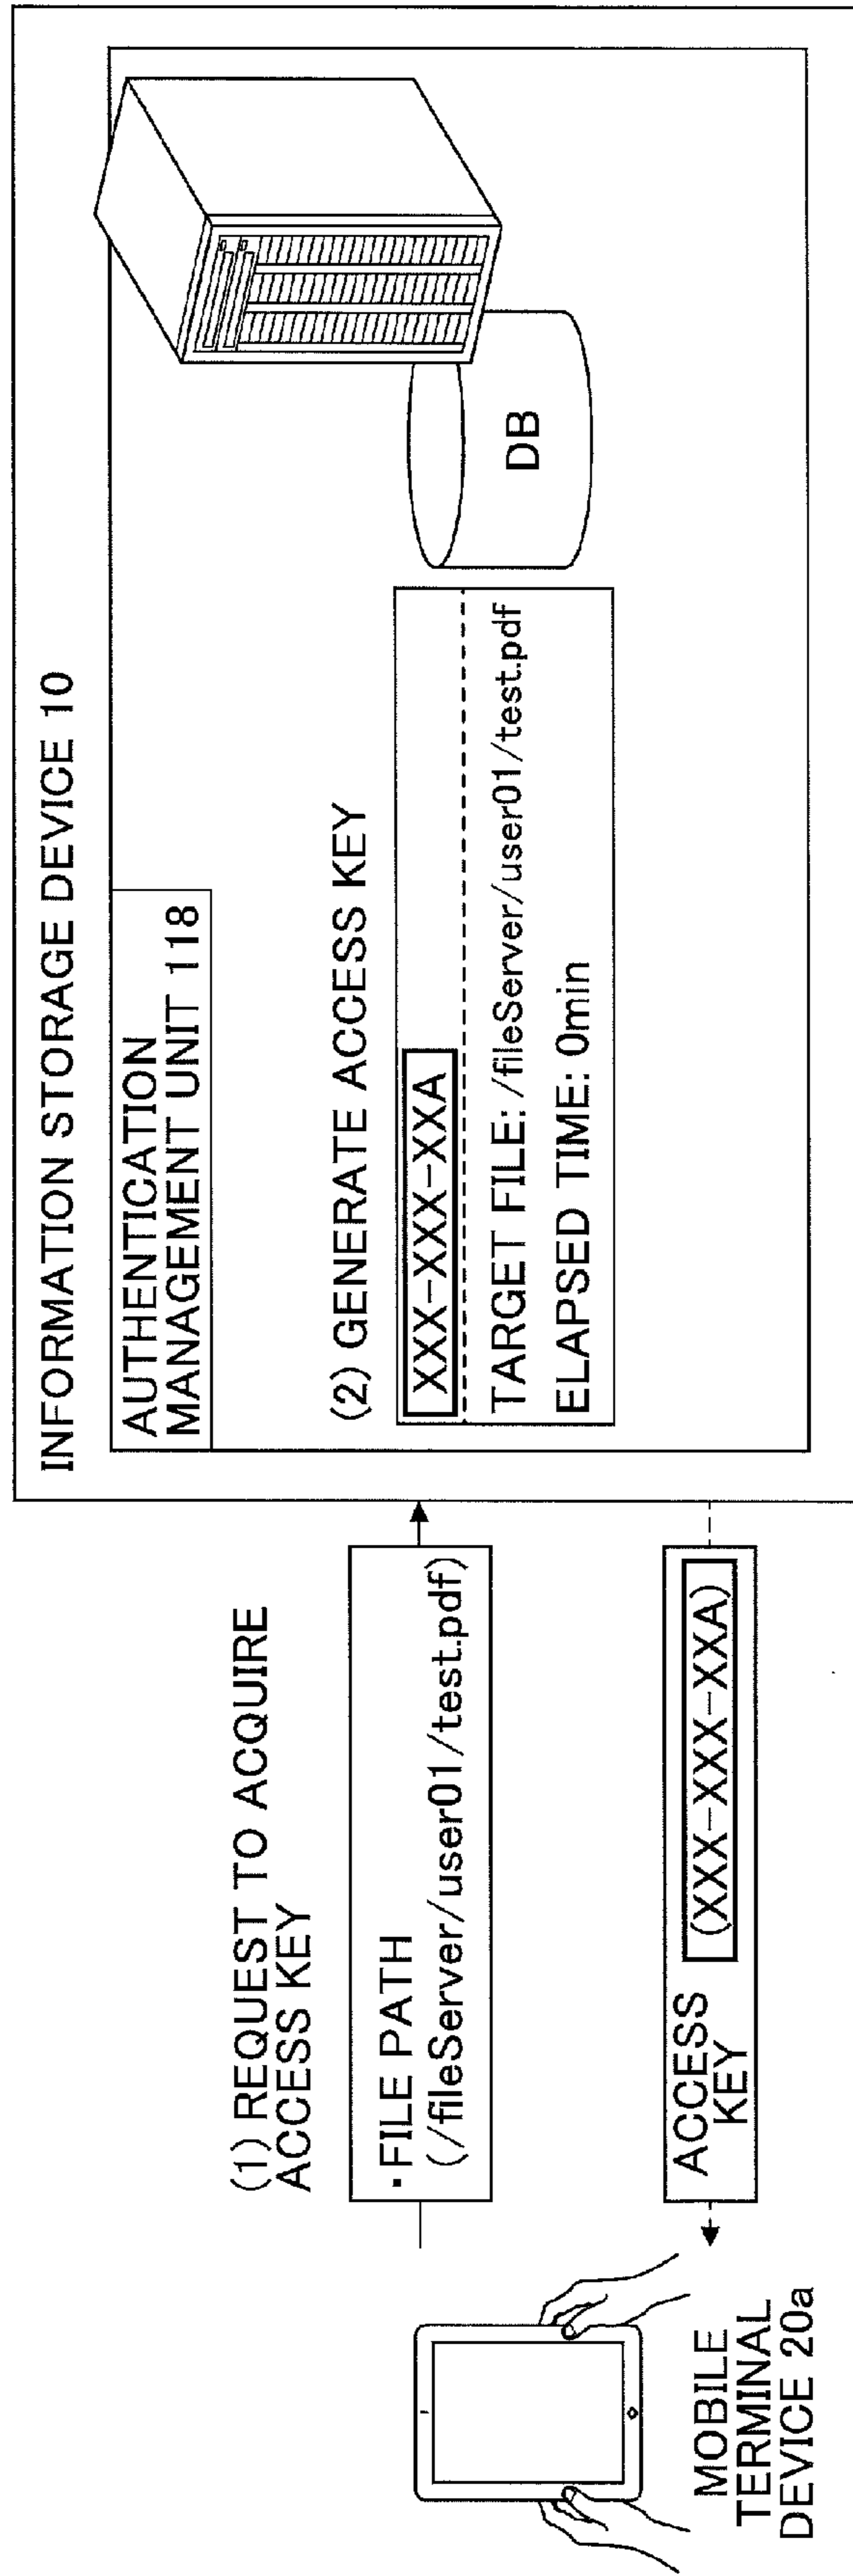 INFORMATION STORAGE DEVICE 10
AUTHENTICATION
MANAGEMENT UNIT 118
(1) REQUEST TO ACQUIRE
ACCESS KEY
・FILE PATH
(/fileServer/user01/test.pdf)
(2) GENERATE ACCESS KEY
XXX-XXX-XXA
TARGET FILE: /fileServer/user01/test.pdf
ELAPSED TIME: 0min
DB
ACCESS
KEY
(XXX-XXX-XXA)
MOBILE
TERMINAL
DEVICE 20a